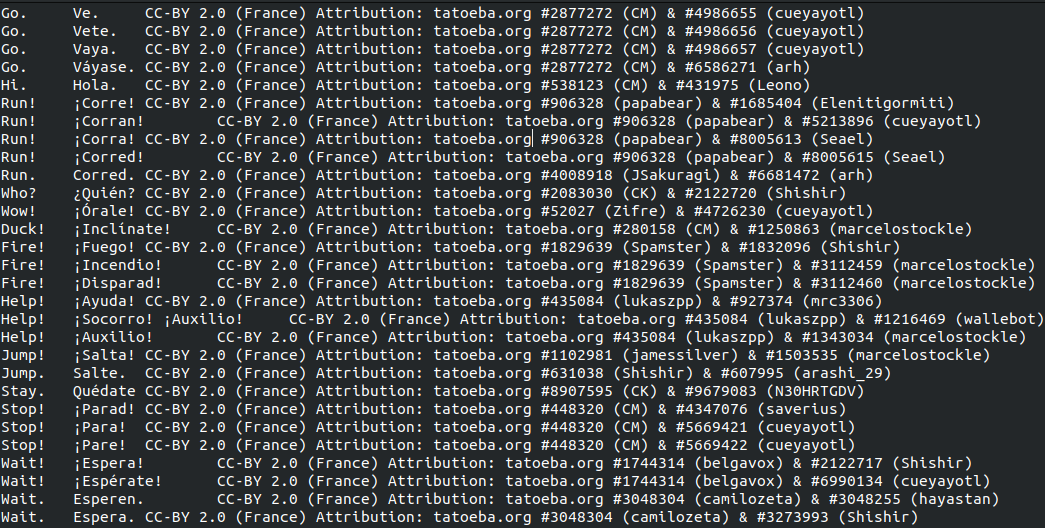 Go.	Ve.	CC-BY 2.0 (France) Attribution: tatoeba.org #2877272 (CM) & #4986655 (cueyayotl)
Go.	Vete.	CC-BY 2.0 (France) Attribution: tatoeba.org #2877272 (CM) & #4986656 (cueyayotl)
Go.	Vaya.	CC-BY 2.0 (France) Attribution: tatoeba.org #2877272 (CM) & #4986657 (cueyayotl)
Go.	Váyase.	CC-BY 2.0 (France) Attribution: tatoeba.org #2877272 (CM) & #6586271 (arh)
Hi.	Hola.	CC-BY 2.0 (France) Attribution: tatoeba.org #538123 (CM) & #431975 (Leono)
Run!	¡Corre!	CC-BY 2.0 (France) Attribution: tatoeba.org #906328 (papabear) & #1685404 (Elenitigormiti)
Run!	¡Corran!	CC-BY 2.0 (France) Attribution: tatoeba.org #906328 (papabear) & #5213896 (cueyayotl)
Run!	¡Corra!	CC-BY 2.0 (France) Attribution: tatoeba.org #906328 (papabear) & #8005613 (Seael)
Run!	¡Corred!	CC-BY 2.0 (France) Attribution: tatoeba.org #906328 (papabear) & #8005615 (Seael)
Run.	Corred.	CC-BY 2.0 (France) Attribution: tatoeba.org #4008918 (JSakuragi) & #6681472 (arh)
Who?	¿Quién?	CC-BY 2.0 (France) Attribution: tatoeba.org #2083030 (CK) & #2122720 (Shishir)
Wow!	¡Órale!	CC-BY 2.0 (France) Attribution: tatoeba.org #52027 (Zifre) & #4726230 (cueyayotl)
Duck!	¡Inclínate!	CC-BY 2.0 (France) Attribution: tatoeba.org #280158 (CM) & #1250863 (marcelostockle)
Fire!	¡Fuego!	CC-BY 2.0 (France) Attribution: tatoeba.org #1829639 (Spamster) & #1832096 (Shishir)
Fire!	¡Incendio!	CC-BY 2.0 (France) Attribution: tatoeba.org #1829639 (Spamster) & #3112459 (marcelostockle)
Fire!	¡Disparad!	CC-BY 2.0 (France) Attribution: tatoeba.org #1829639 (Spamster) & #3112460 (marcelostockle)
Help!	¡Ayuda!	CC-BY 2.0 (France) Attribution: tatoeba.org #435084 (lukaszpp) & #927374 (mrc3306)
Help!	¡Socorro! ¡Auxilio!	CC-BY 2.0 (France) Attribution: tatoeba.org #435084 (lukaszpp) & #1216469 (wallebot)
Help!	¡Auxilio!	CC-BY 2.0 (France) Attribution: tatoeba.org #435084 (lukaszpp) & #1343034 (marcelostockle)
Jump!	¡Salta!	CC-BY 2.0 (France) Attribution: tatoeba.org #1102981 (jamessilver) & #1503535 (marcelostockle)
Jump.	Salte.	CC-BY 2.0 (France) Attribution: tatoeba.org #631038 (Shishir) & #607995 (arashi_29)
Stay.	Quédate	CC-BY 2.0 (France) Attribution: tatoeba.org #8907595 (CK) & #9679083 (N30HRTGDV)
Stop!	¡Parad!	CC-BY 2.0 (France) Attribution: tatoeba.org #448320 (CM) & #4347076 (saverius)
Stop!	¡Para!	CC-BY 2.0 (France) Attribution: tatoeba.org #448320 (CM) & #5669421 (cueyayotl)
Stop!	¡Pare!	CC-BY 2.0 (France) Attribution: tatoeba.org #448320 (CM) & #5669422 (cueyayotl)
Wait!	¡Espera!	CC-BY 2.0 (France) Attribution: tatoeba.org #1744314 (belgavox) & #2122717 (Shishir)
Wait!	¡Espérate!	CC-BY 2.0 (France) Attribution: tatoeba.org #1744314 (belgavox) & #6990134 (cueyayotl)
Wait.	Esperen.	CC-BY 2.0 (France) Attribution: tatoeba.org #3048304 (camilozeta) & #3048255 (hayastan)
Wait.	Espera.	CC-BY 2.0 (France) Attribution: tatoeba.org #3048304 (camilozeta) & #3273993 (Shishir)